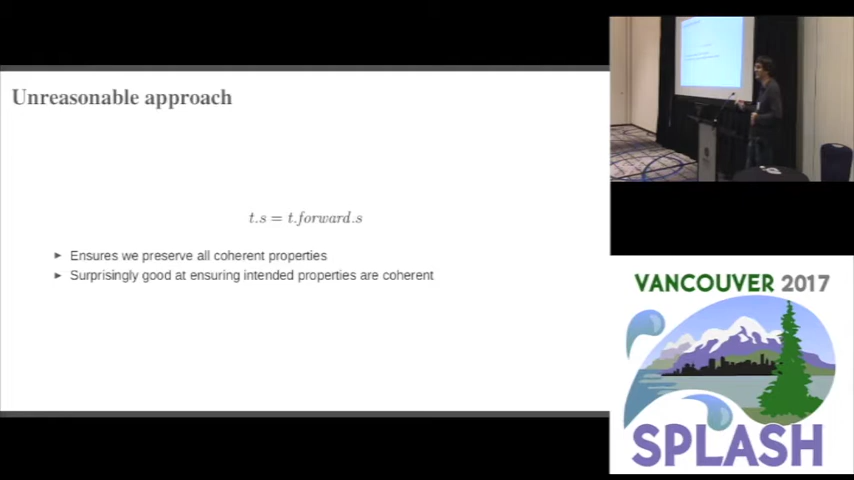 Unreasonable approach
t.s = t.forward.s
▸ Ensures we preserve all coherent properties
▸ Surprisingly good at ensuring intended properties are coherent
VANCOUVER 2017
SPLASH